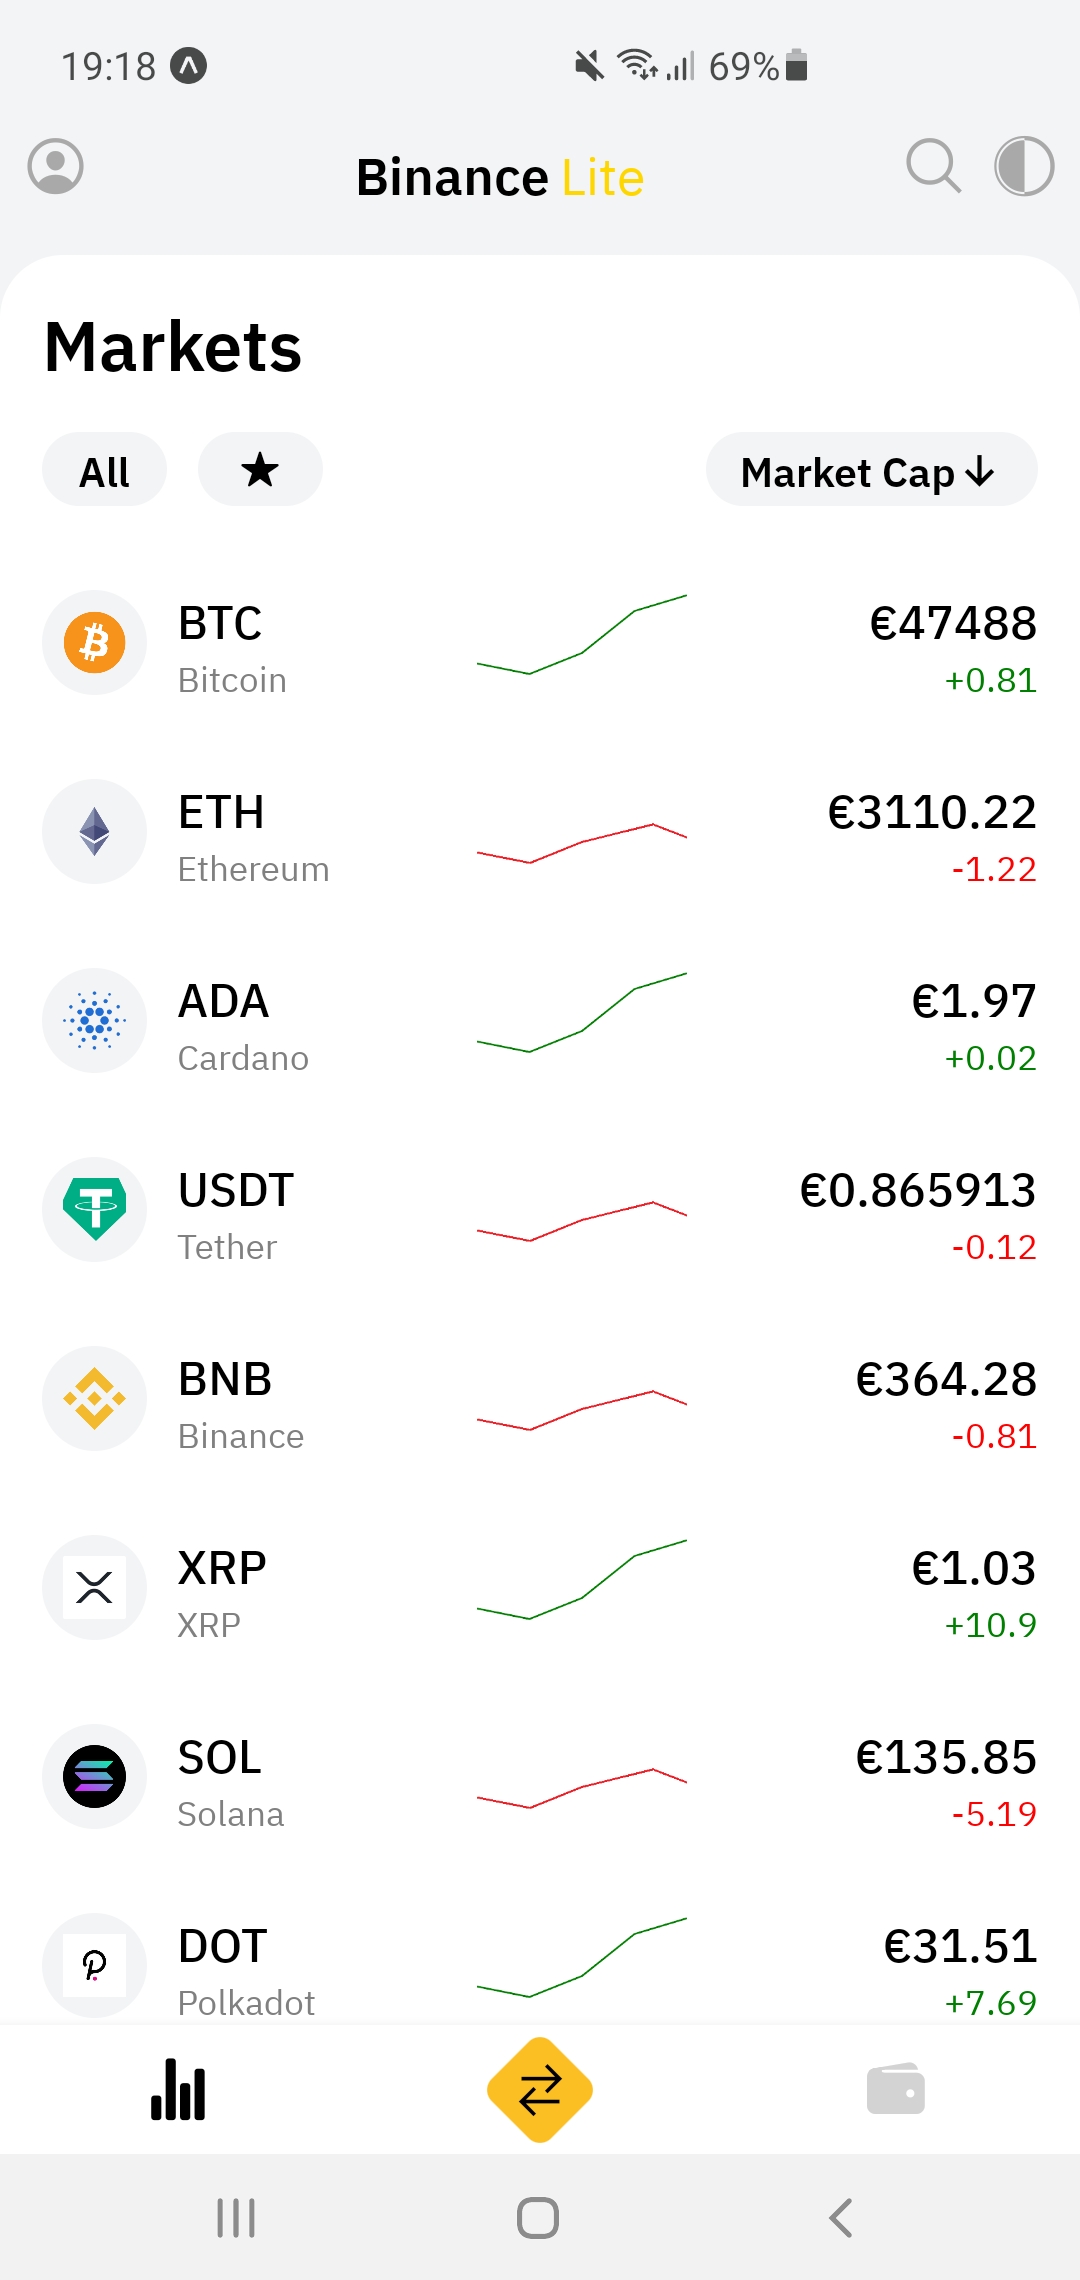 19:18
69%
Binance Lite
Markets
All
Market Cap
BTC
€47488
Bitcoin
+0.81
ETH
€3110.22
Ethereum
-1.22
ADA
€1.97
Cardano
+0.02
USDT
€0.865913
Tether
-0.12
BNB
€364.28
Binance
-0.81
XRP
€1.03
XRP
+10.9
SOL
€135.85
Solana
-5.19
DOT
€31.51
Polkadot
+7.69